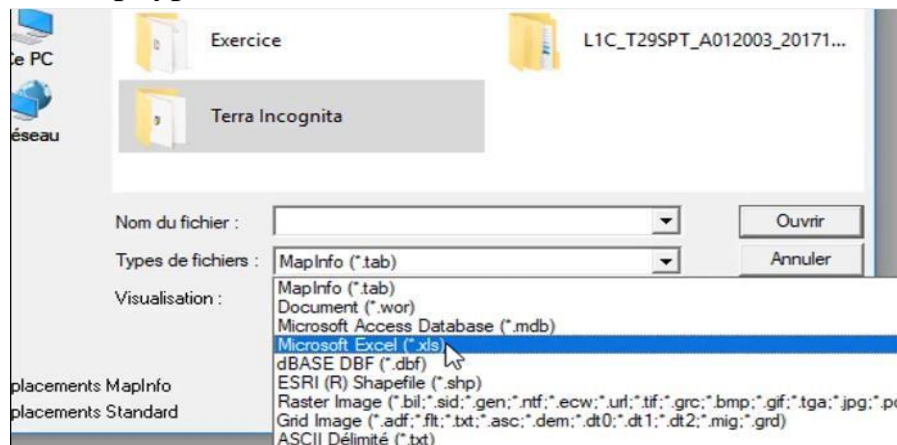 Exercice
L1C_T29SPT_A012003_20171...
e PC
Terra Incognita
éseau
Nom du fichier :
Ouvrir
Types de fichiers : MapInfo (*.tab)
Annuler
Visualisation :
MapInfo (*.tab)
Document (*.wor)
Microsoft Access Database (*.mdb)
Microsoft Excel (*.xls)
dBASE DBF (*.dbf)
ESRI (R) Shapefile (*.shp)
placements MapInfo
Raster Image (*.bil;*.sid;*.gen;*.ntf;*.ecw;*.url;*.tif;*.grc;*.bmp;*.gif;*.tga;*.jpg;*.pc
placements Standard
Grid Image (*.adf;*.flt;*.txt;*.asc;*.dem;*.dt0;*.dt1;*.dt2;*.mig;*.grd)
ASCII Délimité (*.txt)